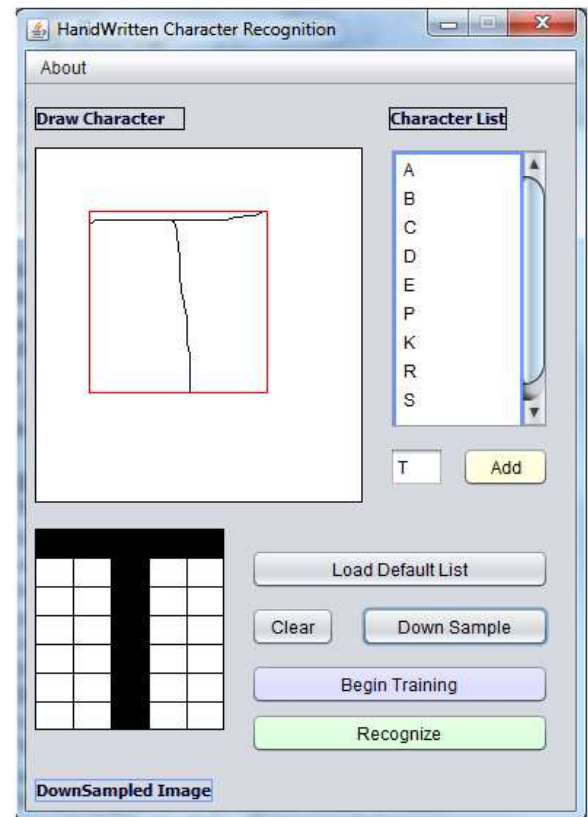 HandWritten Character Recognition
About
Draw Character
Character List
A
B
C
D
E
P
K
R
S
T
Add
Load Default List
Clear
Down Sample
Begin Training
Recognize
DownSampled Image